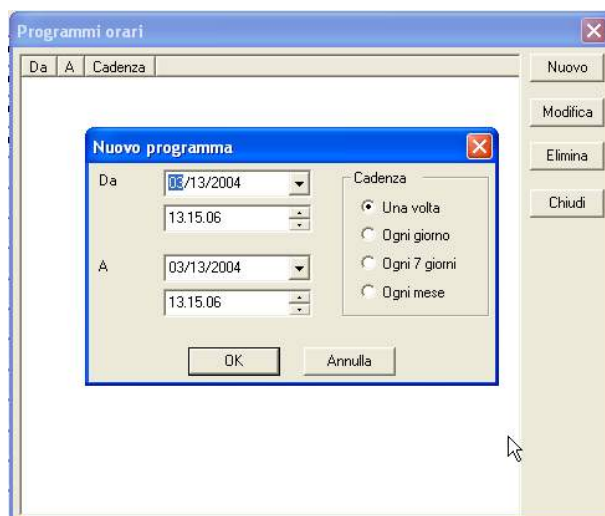 Programmi orari
Da A Cadenza
Nuovo
Modifica
Elimina
Chiudi
Nuovo programma
Da
03/13/2004
13.15.06
A
03/13/2004
13.15.06
Cadenza
Una volta
Ogni giorno
Ogni 7 giorni
Ogni mese
OK
Annulla